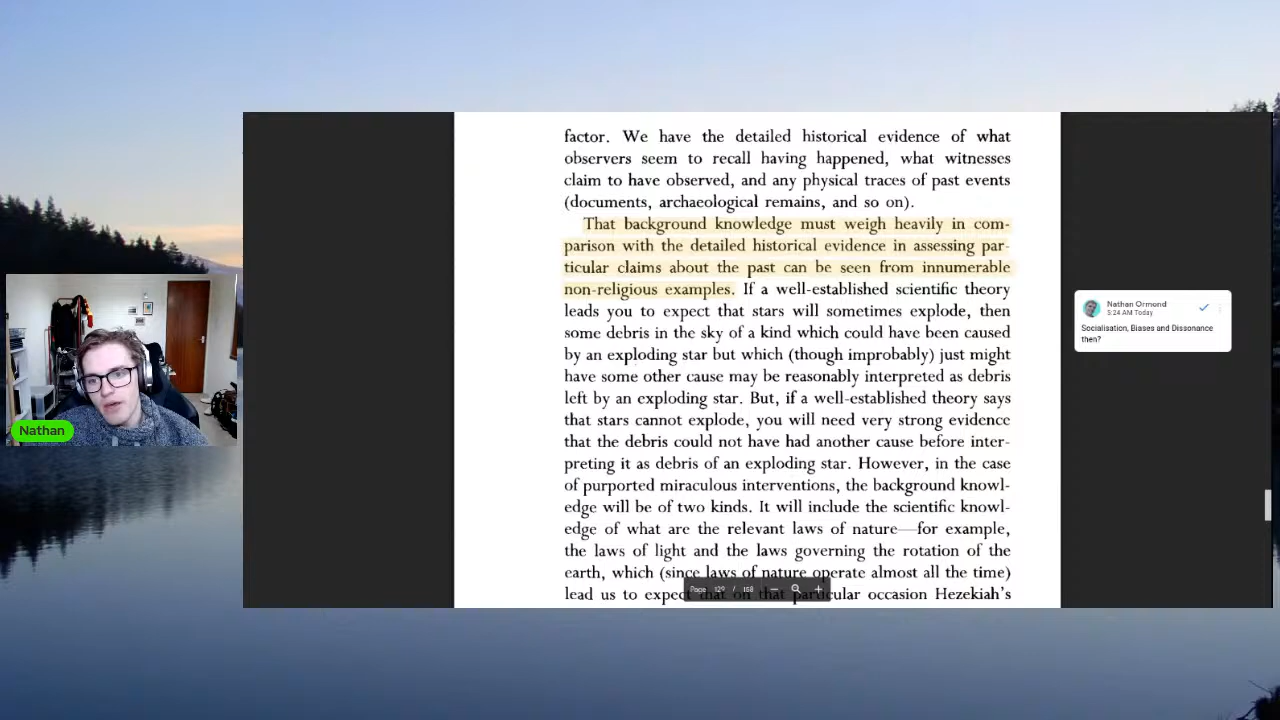 factor. We have the detailed historical evidence of what
observers seem to recall having happened, what witnesses
claim to have observed, and any physical traces of past events
(documents, archaeological remains, and so on).
That background knowledge must weigh heavily in com-
parison with the detailed historical evidence in assessing par-
ticular claims about the past can be seen from innumerable
non-religious examples. If a well-established scientific theory
leads you to expect that stars will sometimes explode, then
some debris in the sky of a kind which could have been caused
by an exploding star but which (though improbably) just might
have some other cause may be reasonably interpreted as debris
left by an exploding star. But, if a well-established theory says
that stars cannot explode, you will need very strong evidence
that the debris could not have had another cause before inter-
preting it as debris of an exploding star. However, in the case
of purported miraculous interventions, the background knowl-
edge will be of two kinds. It will include the scientific knowl-
edge of what are the relevant laws of nature—for example,
the laws of light and the laws governing the rotation of the
earth, which (since laws of nature operate almost all the time)
lead us to expect that on that particular occasion Hezekiah's
Page 129 / 158
Nathan Ormond
5:24 AM Today
Socialisation, Biases and Dissonance
then?
Nathan